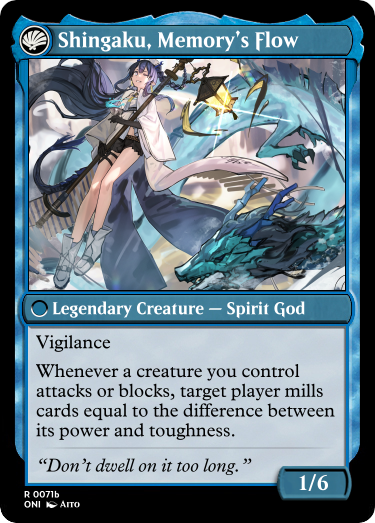 Shingaku, Memory's Flow
Legendary Creature — Spirit God
Vigilance
Whenever a creature you control
attacks or blocks, target player mills
cards equal to the difference between
its power and toughness.
“Don't dwell on it too long.”
1/6
R 0071b
ONI Aito